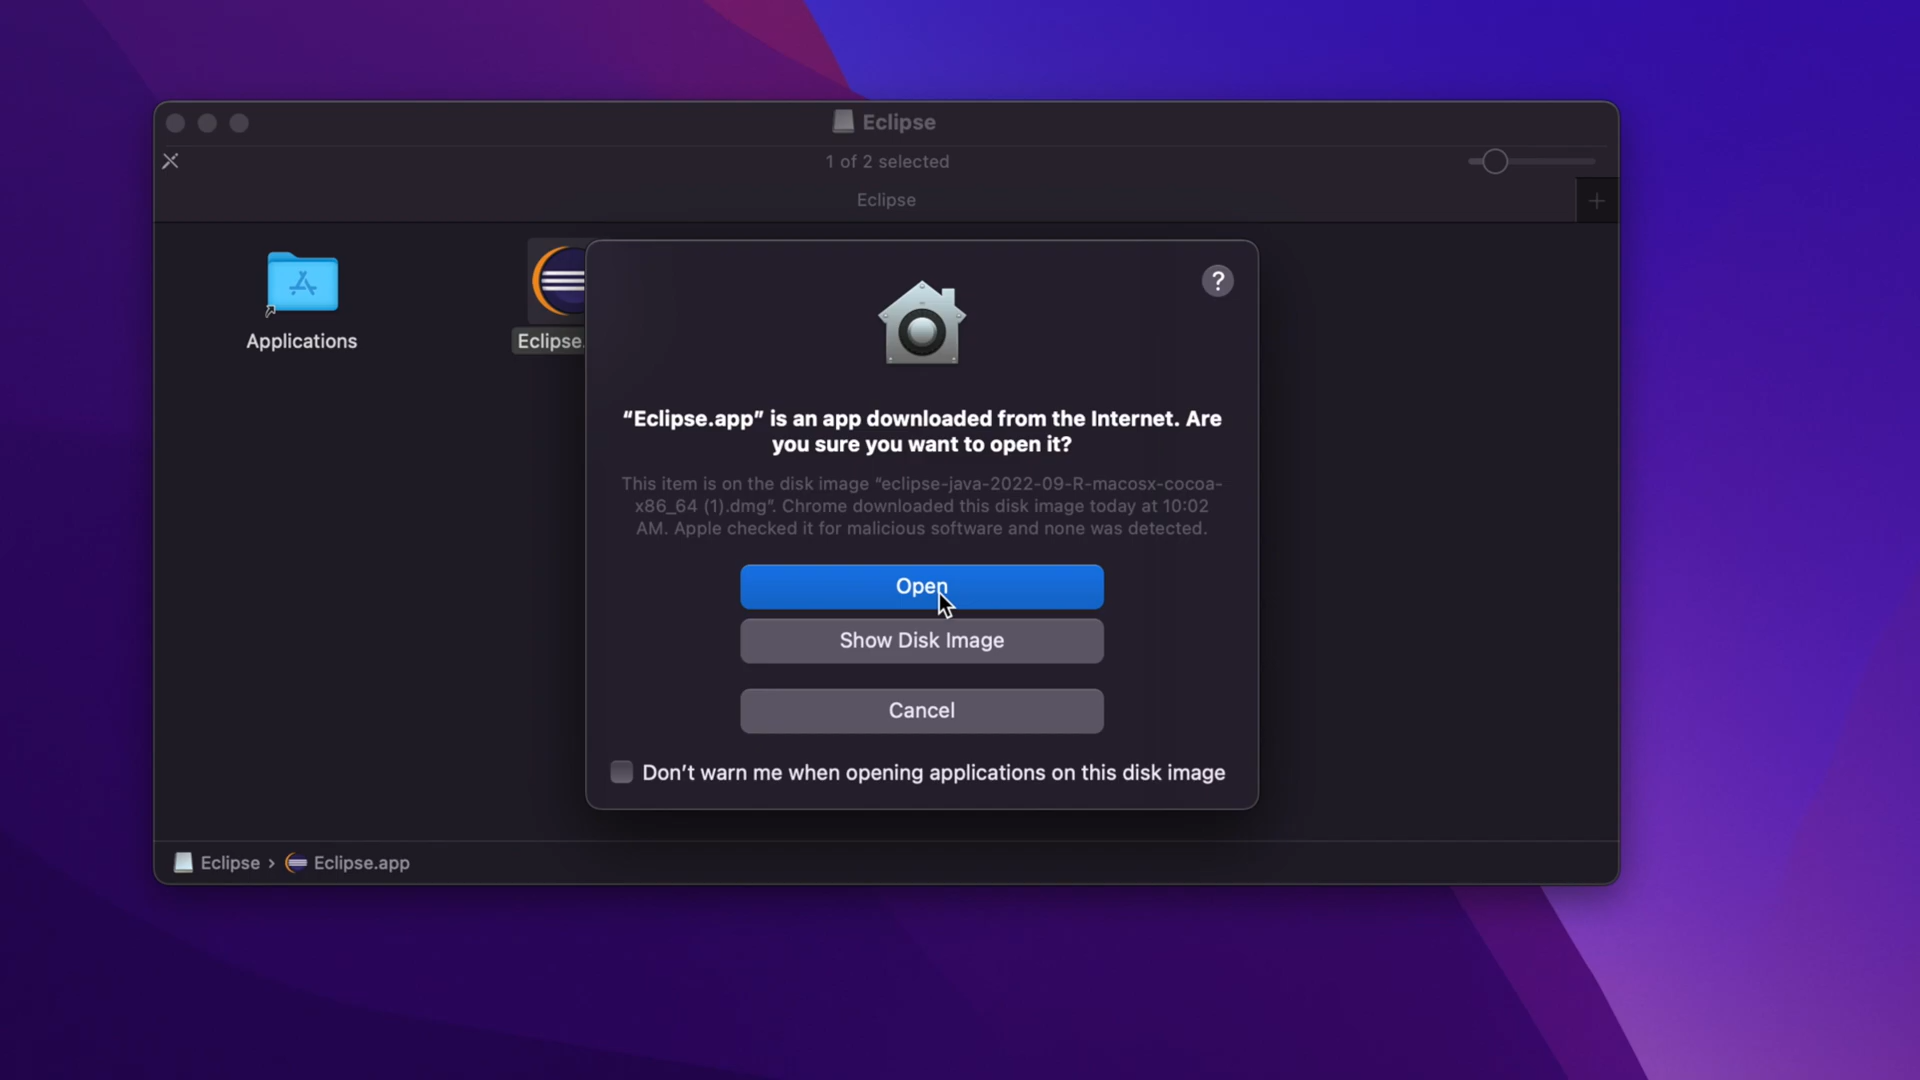 Eclipse
1 of 2 selected
Eclipse
Applications
Eclipse.
?
“Eclipse.app” is an app downloaded from the Internet. Are
you sure you want to open it?
This item is on the disk image “eclipse-java-2022-09-R-macosx-cocoa-
x86_64 (1).dmg”. Chrome downloaded this disk image today at 10:02
AM. Apple checked it for malicious software and none was detected.
Open
Show Disk Image
Cancel
Don’t warn me when opening applications on this disk image
Eclipse › Eclipse.app